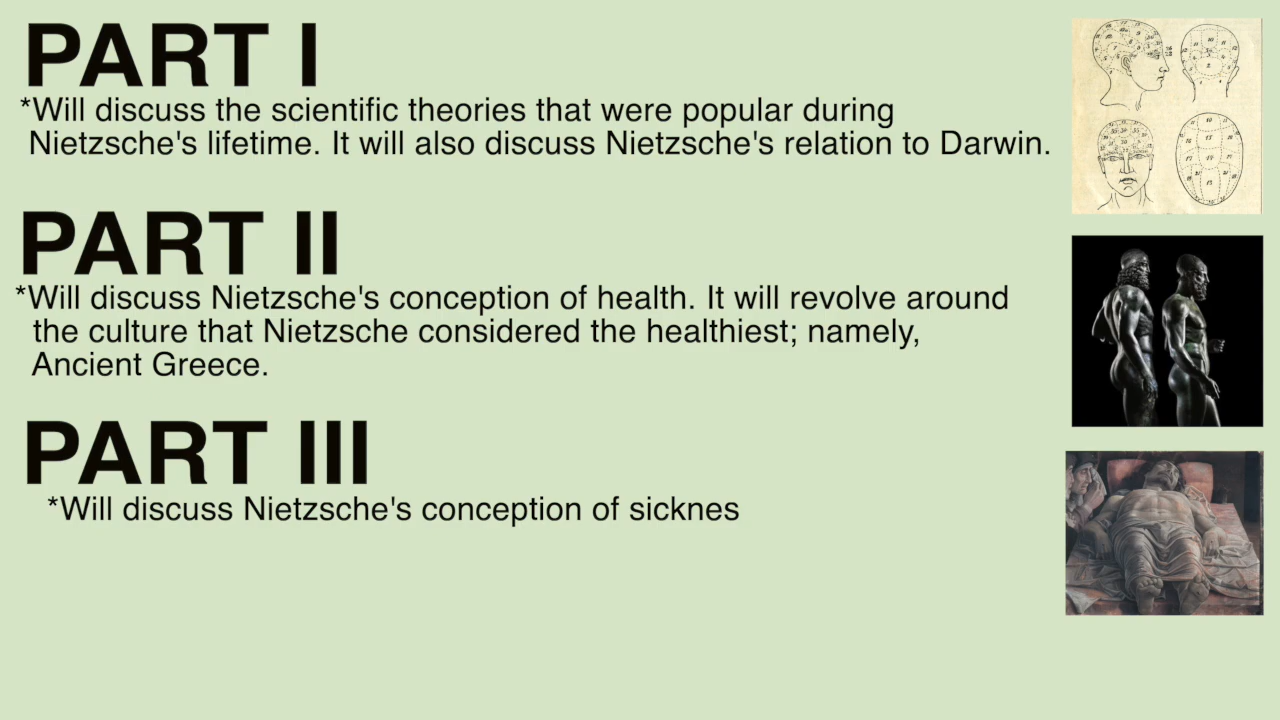 PART I
*Will discuss the scientific theories that were popular during
Nietzsche's lifetime. It will also discuss Nietzsche's relation to Darwin.
PART II
*Will discuss Nietzsche's conception of health. It will revolve around
the culture that Nietzsche considered the healthiest; namely,
Ancient Greece.
PART III
*Will discuss Nietzsche's conception of sicknes